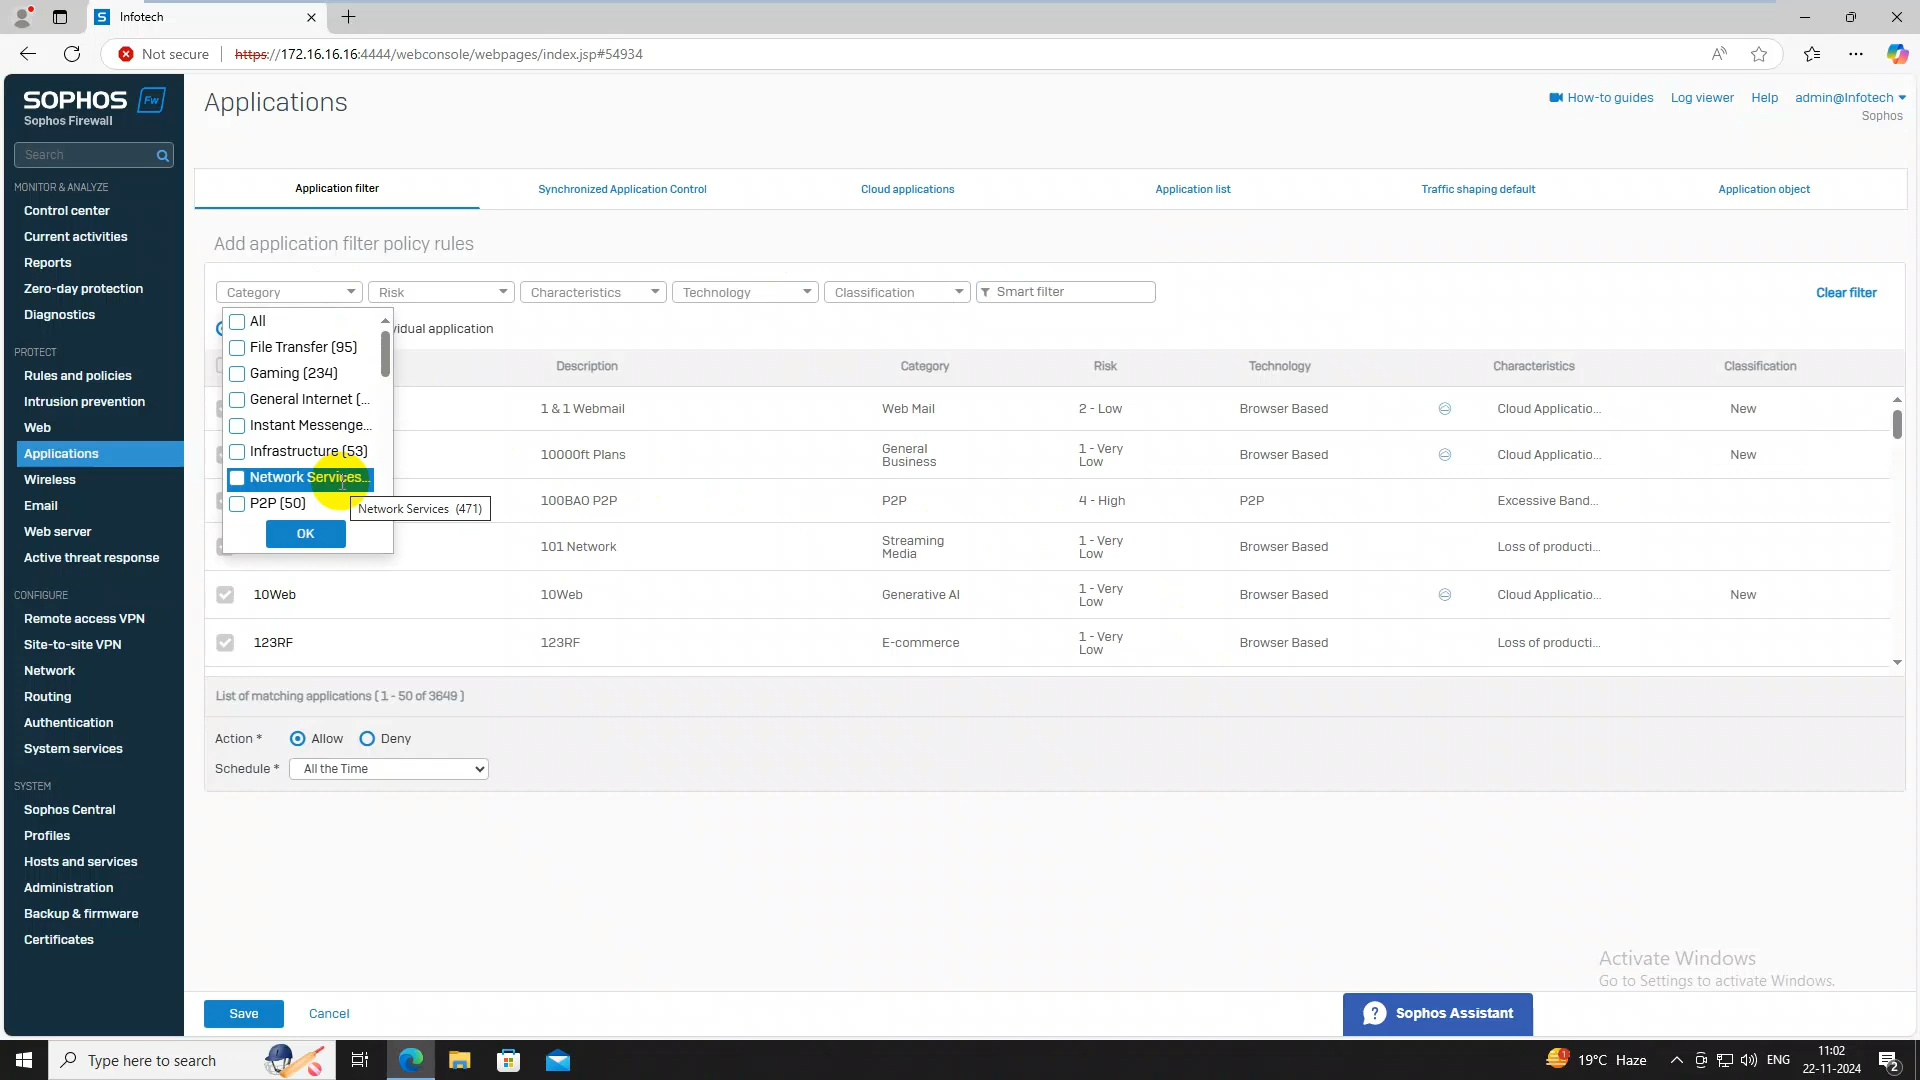 Infotech
Not secure
https://172.16.16.16:4444/webconsole/webpages/index.jsp#54934
SOPHOS Fw
Sophos Firewall
Search
MONITOR & ANALYZE
Control center
Current activities
Reports
Zero-day protection
Diagnostics
PROTECT
Rules and policies
Intrusion prevention
Web
Applications
Wireless
Email
Web server
Active threat response
CONFIGURE
Remote access VPN
Site-to-site VPN
Network
Routing
Authentication
System services
SYSTEM
Sophos Central
Profiles
Hosts and services
Administration
Backup & firmware
Certificates
Applications
How-to guides Log viewer Help admin@Infotech
Sophos
Application filter Synchronized Application Control Cloud applications Application list Traffic shaping default Application object
Add application filter policy rules
Category Risk Characteristics Technology Classification Smart filter Clear filter
All
File Transfer (95)
Gaming (234)
General Internet (...
Instant Messenge...
Infrastructure (53)
Network Services...
P2P (50)
OK
Network Services (471)
vidual application
Description Category Risk Technology Characteristics Classification
1 & 1 Webmail Web Mail 2 - Low Browser Based Cloud Applicatio... New
10000ft Plans General Business 1 - Very Low Browser Based Cloud Applicatio... New
100BAO P2P P2P 4 - High P2P Excessive Band...
101 Network Streaming Media 1 - Very Low Browser Based Loss of producti...
10Web 10Web Generative AI 1 - Very Low Browser Based Cloud Applicatio... New
123RF 123RF E-commerce 1 - Very Low Browser Based Loss of producti...
List of matching applications ( 1 - 50 of 3649 )
Action * Allow Deny
Schedule * All the Time
Activate Windows
Go to Settings to activate Windows.
Save Cancel
? Sophos Assistant
Type here to search
19°C Haze
ENG
11:02
22-11-2024
2